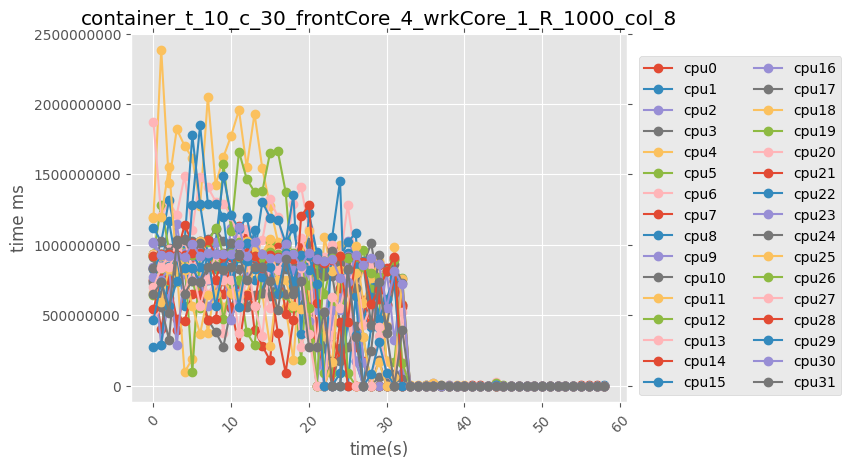 container_t_10_c_30_frontCore_4_wrkCore_1_R_1000_col_8
2500000000
2000000000
1500000000
1000000000
500000000
0
time ms
0
10
20
30
40
50
60
time(s)
cpu0
cpu1
cpu2
cpu3
cpu4
cpu5
cpu6
cpu7
cpu8
cpu9
cpu10
cpu11
cpu12
cpu13
cpu14
cpu15
cpu16
cpu17
cpu18
cpu19
cpu20
cpu21
cpu22
cpu23
cpu24
cpu25
cpu26
cpu27
cpu28
cpu29
cpu30
cpu31